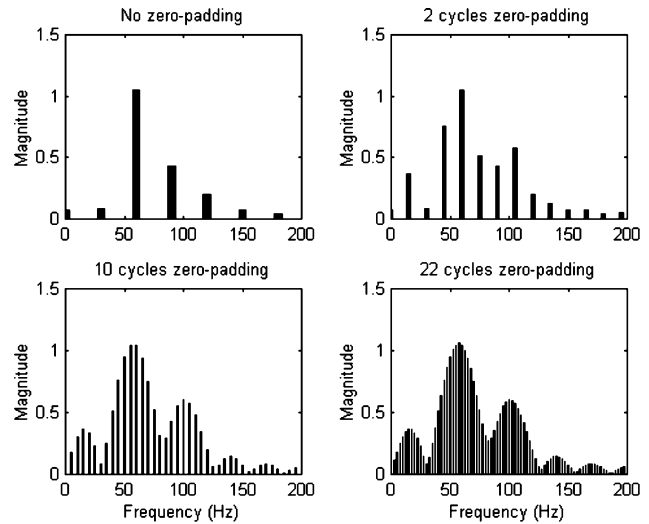 No zero-padding
2 cycles zero-padding
1.5
1
0.5
0
Magnitude
0 50 100 150 200
1.5
1
0.5
0
Magnitude
0 50 100 150 200
10 cycles zero-padding
22 cycles zero-padding
1.5
1
0.5
0
Magnitude
0 50 100 150 200
Frequency (Hz)
1.5
1
0.5
0
Magnitude
0 50 100 150 200
Frequency (Hz)